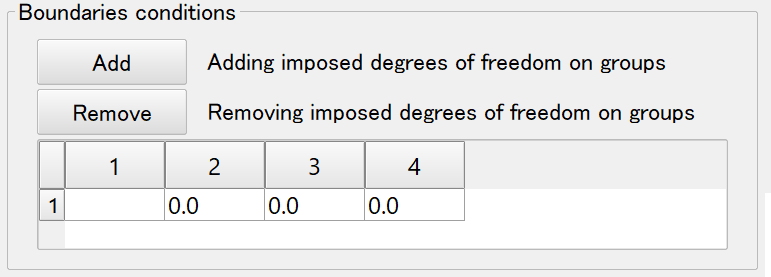 Boundaries conditions
Add Adding imposed degrees of freedom on groups
Remove Removing imposed degrees of freedom on groups
1 2 3 4
1 0.0 0.0 0.0